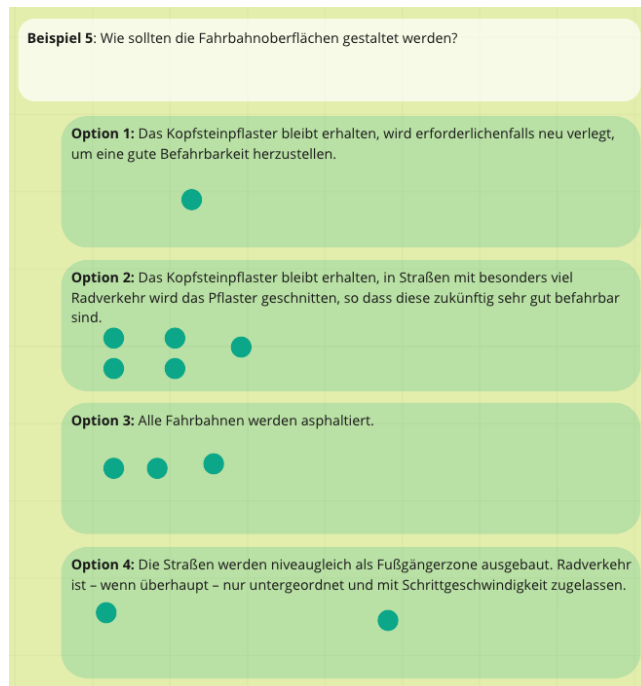 Beispiel 5: Wie sollten die Fahrbahnoberflächen gestaltet werden?
Option 1: Das Kopfsteinpflaster bleibt erhalten, wird erforderlichenfalls neu verlegt,
um eine gute Befahrbarkeit herzustellen.
Option 2: Das Kopfsteinpflaster bleibt erhalten, in Straßen mit besonders viel
Radverkehr wird das Pflaster geschnitten, so dass diese zukünftig sehr gut befahrbar
sind.
Option 3: Alle Fahrbahnen werden asphaltiert.
Option 4: Die Straßen werden niveaugleich als Fußgängerzone ausgebaut. Radverkehr
ist – wenn überhaupt – nur untergeordnet und mit Schrittgeschwindigkeit zugelassen.